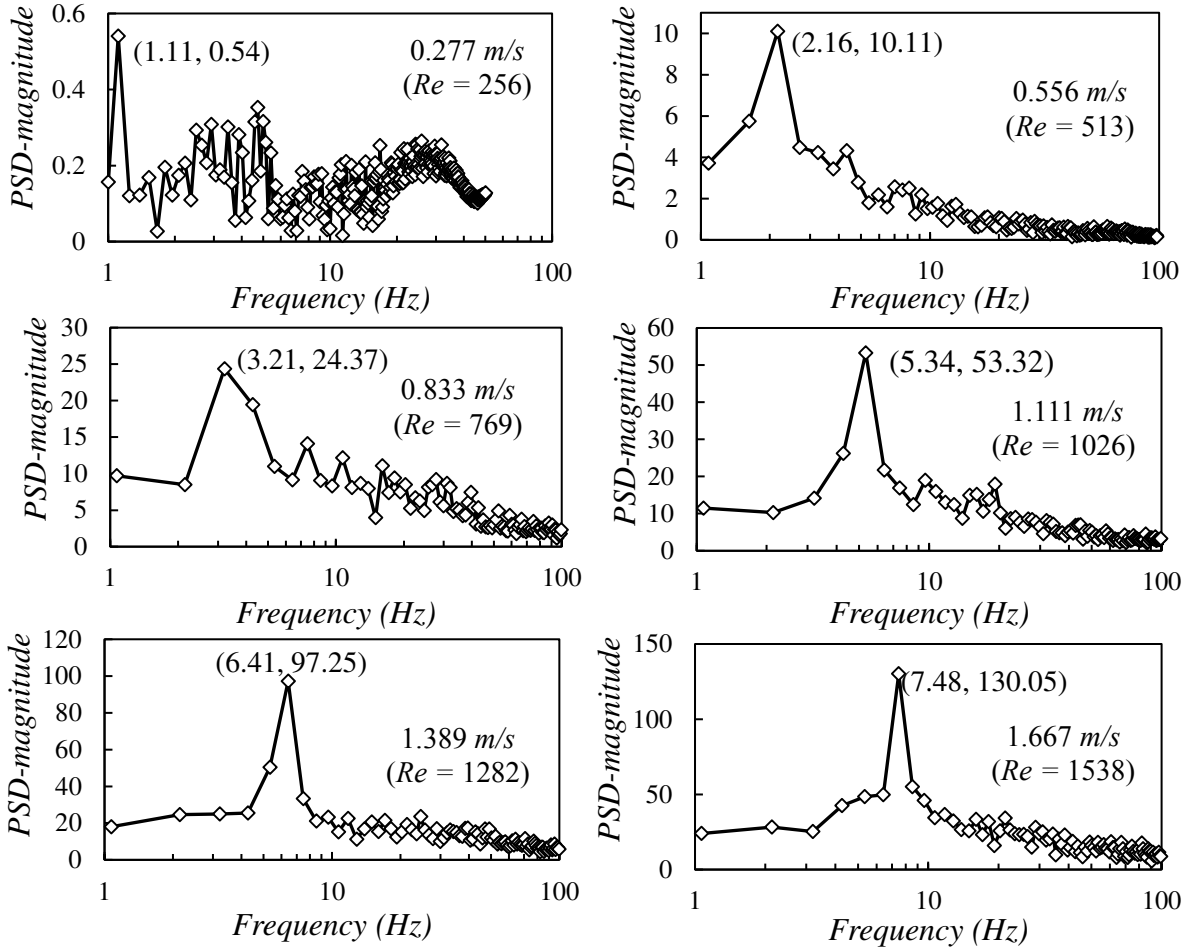 PSD-magnitude
0.6
0.4
0.2
0
(1.11, 0.54)
0.277 m/s
(Re = 256)
1
10
100
Frequency (Hz)
PSD-magnitude
10
8
6
4
2
0
(2.16, 10.11)
0.556 m/s
(Re = 513)
1
10
100
Frequency (Hz)
PSD-magnitude
30
25
20
15
10
5
0
(3.21, 24.37)
0.833 m/s
(Re = 769)
1
10
100
Frequency (Hz)
PSD-magnitude
60
50
40
30
20
10
0
(5.34, 53.32)
1.111 m/s
(Re = 1026)
1
10
100
Frequency (Hz)
PSD-magnitude
120
100
80
60
40
20
0
(6.41, 97.25)
1.389 m/s
(Re = 1282)
1
10
100
Frequency (Hz)
PSD-magnitude
150
100
50
0
(7.48, 130.05)
1.667 m/s
(Re = 1538)
1
10
100
Frequency (Hz)